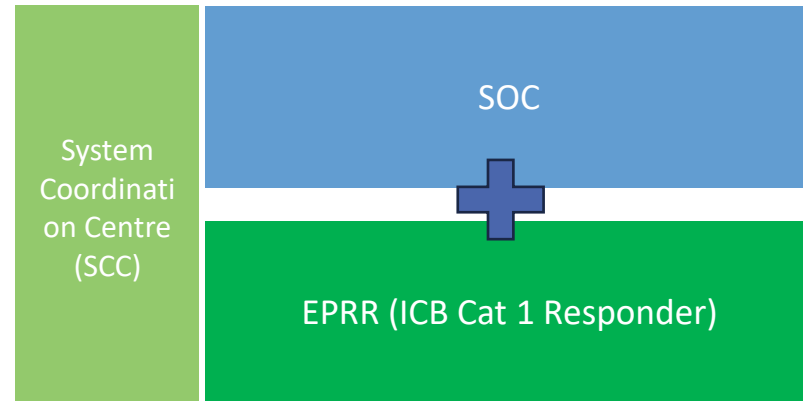 System
Coordinati
on Centre
(SCC)
SOC
EPRR (ICB Cat 1 Responder)